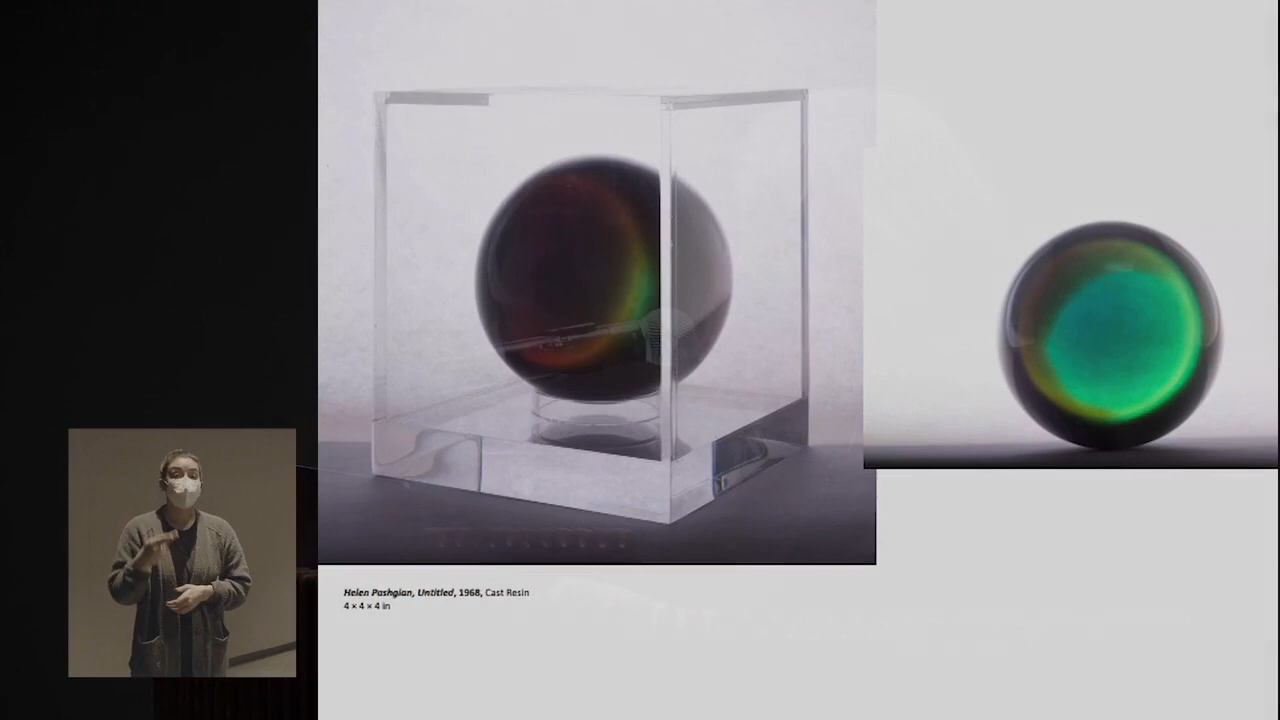 Helen Pashgian, Untitled, 1968, Cast Resin
4 × 4 × 4 in